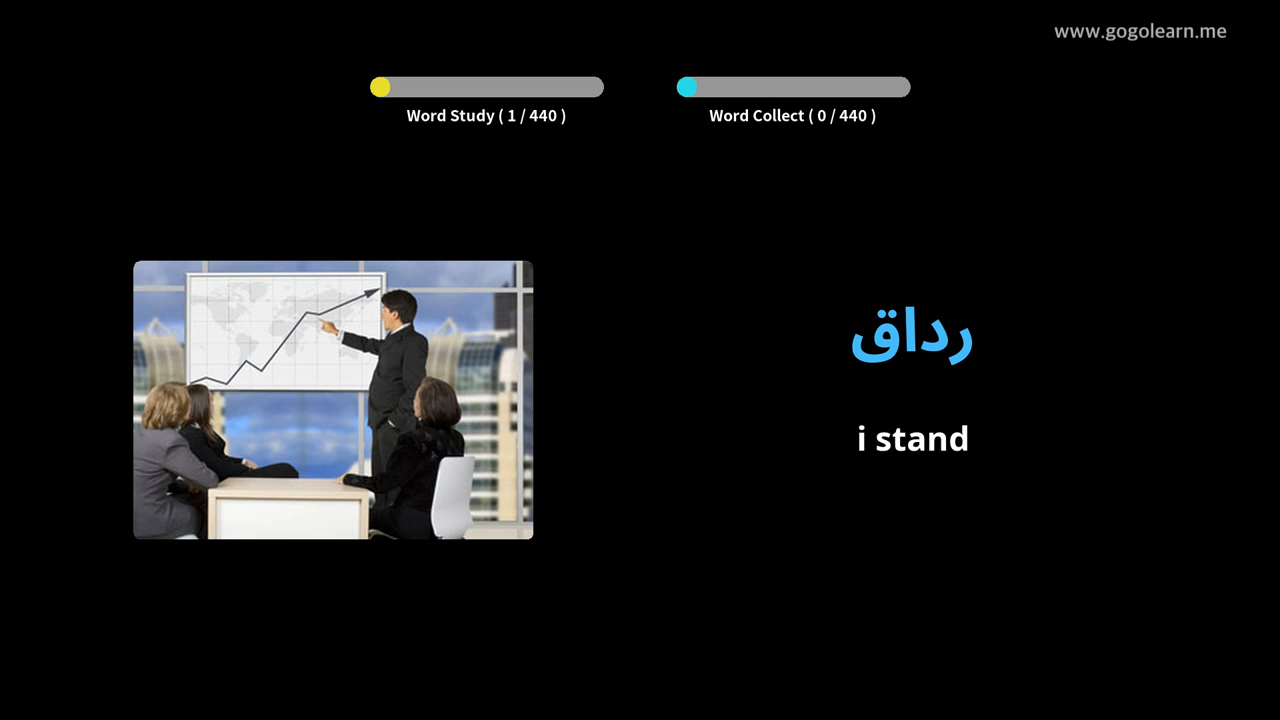 www.gogolearn.me
Word Study ( 1 / 440 )
Word Collect ( 0 / 440 )
رداق
i stand